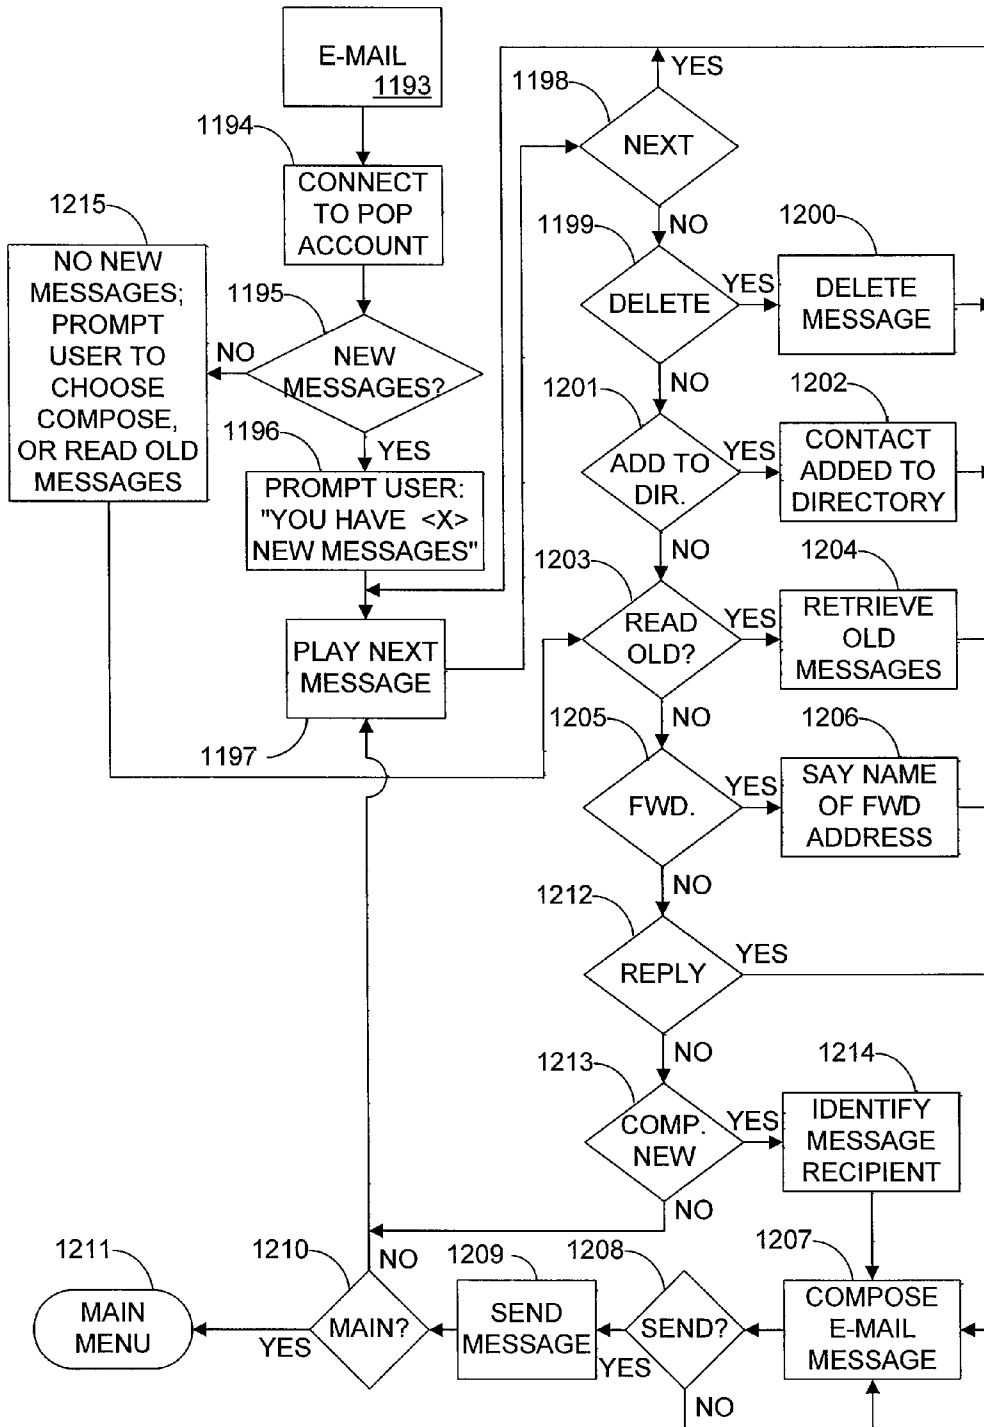 E-MAIL
1193
1194
CONNECT
TO POP
ACCOUNT
1215
NO NEW
MESSAGES;
PROMPT
USER TO
CHOOSE
COMPOSE,
OR READ OLD
MESSAGES
1195
NEW
MESSAGES?
NO
YES
1196
PROMPT USER:
"YOU HAVE <X>
NEW MESSAGES"
PLAY NEXT
MESSAGE
1197
1198
NEXT
YES
NO
1199
DELETE
YES
1200
DELETE
MESSAGE
NO
1201
ADD TO
DIR.
YES
1202
CONTACT
ADDED TO
DIRECTORY
NO
1203
READ
OLD?
YES
1204
RETRIEVE
OLD
MESSAGES
NO
1205
FWD.
YES
1206
SAY NAME
OF FWD
ADDRESS
NO
1212
REPLY
YES
NO
1213
COMP.
NEW
YES
1214
IDENTIFY
MESSAGE
RECIPIENT
NO
1207
COMPOSE
E-MAIL
MESSAGE
1208
SEND?
YES
NO
1209
SEND
MESSAGE
1210
MAIN?
NO
YES
1211
MAIN
MENU